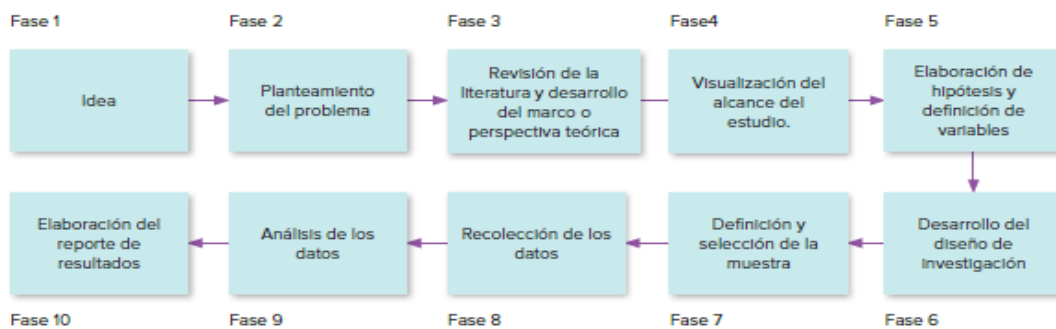 Fase 1
Fase 2
Fase 3
Fase4
Fase 5
Idea
Planteamiento
del problema
Revisión de la
literatura y desarrollo
del marco o
perspectiva teórica
Visualización del
alcance del
estudio.
Elaboración de
hipótesis y
definición de
variables
Elaboración del
reporte de
resultados
Análisis de los
datos
Recolección de los
datos
Definición y
selección de la
muestra
Desarrollo del
diseño de
investigación
Fase 10
Fase 9
Fase 8
Fase 7
Fase 6